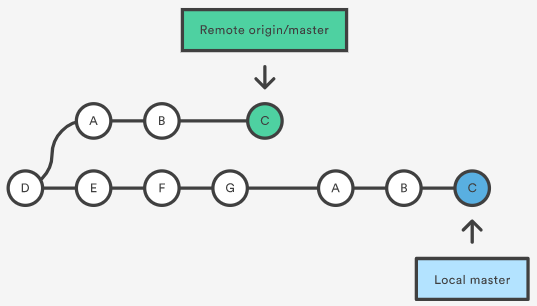 Remote origin/master
A B C
D E F G A B C
Local master